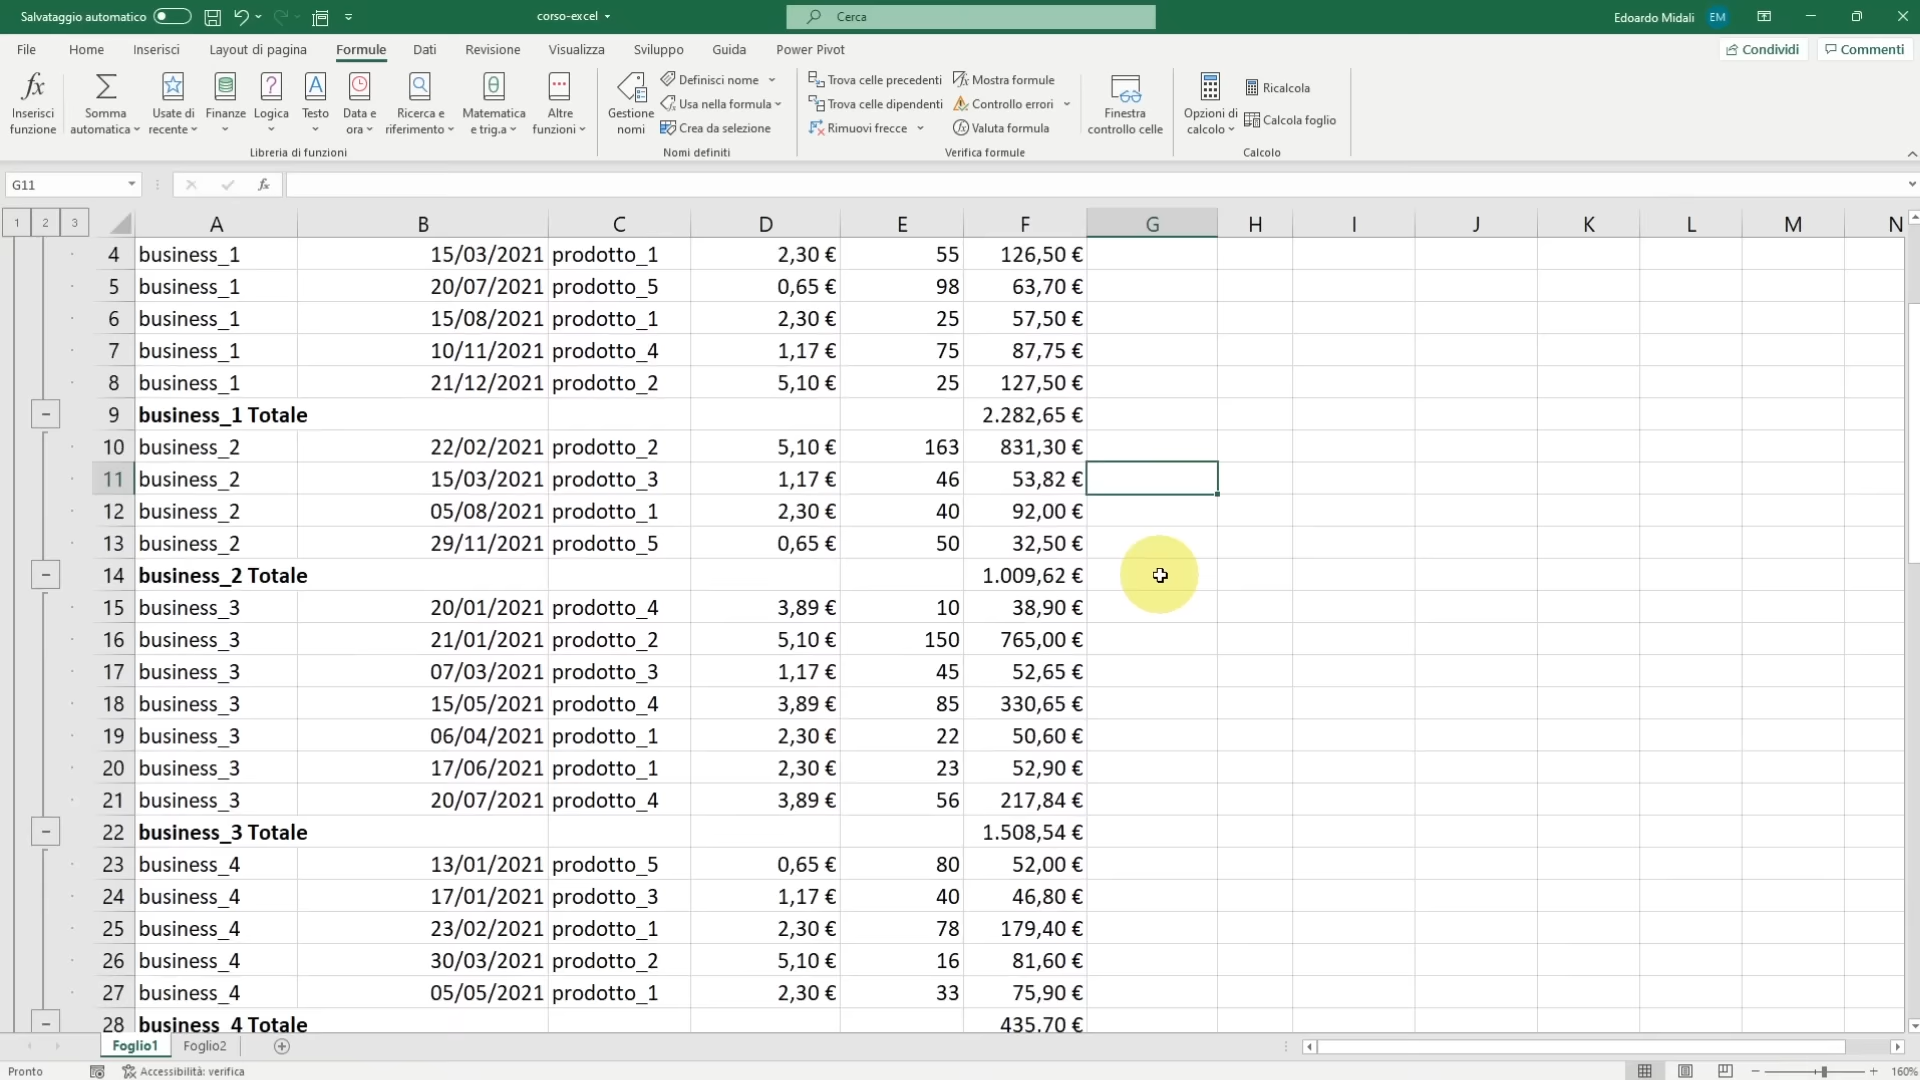 Salvataggio automatico
corso-excel
Cerca
Edoardo Midali EM
File Home Inserisci Layout di pagina Formule Dati Revisione Visualizza Sviluppo Guida Power Pivot Condividi Commenti
fx Inserisci funzione
Somma automatica
Usate di recente
Finanze
Logica
Testo
Data e ora
Ricerca e riferimento
Matematica e trig.a
Altre funzioni
Libreria di funzioni
Gestione nomi
Definisci nome
Usa nella formula
Crea da selezione
Nomi definiti
Trova celle precedenti
Trova celle dipendenti
Rimuovi frecce
Mostra formule
Controllo errori
Valuta formula
Verifica formule
Finestra controllo celle
Opzioni di calcolo
Ricalcola
Calcola foglio
Calcolo
G11 fx
1 2 3 A B C D E F G H I J K L M N
4 business_1 15/03/2021 prodotto_1 2,30 € 55 126,50 €
5 business_1 20/07/2021 prodotto_5 0,65 € 98 63,70 €
6 business_1 15/08/2021 prodotto_1 2,30 € 25 57,50 €
7 business_1 10/11/2021 prodotto_4 1,17 € 75 87,75 €
8 business_1 21/12/2021 prodotto_2 5,10 € 25 127,50 €
9 business_1 Totale 2.282,65 €
10 business_2 22/02/2021 prodotto_2 5,10 € 163 831,30 €
11 business_2 15/03/2021 prodotto_3 1,17 € 46 53,82 €
12 business_2 05/08/2021 prodotto_1 2,30 € 40 92,00 €
13 business_2 29/11/2021 prodotto_5 0,65 € 50 32,50 €
14 business_2 Totale 1.009,62 €
15 business_3 20/01/2021 prodotto_4 3,89 € 10 38,90 €
16 business_3 21/01/2021 prodotto_2 5,10 € 150 765,00 €
17 business_3 07/03/2021 prodotto_3 1,17 € 45 52,65 €
18 business_3 15/05/2021 prodotto_4 3,89 € 85 330,65 €
19 business_3 06/04/2021 prodotto_1 2,30 € 22 50,60 €
20 business_3 17/06/2021 prodotto_1 2,30 € 23 52,90 €
21 business_3 20/07/2021 prodotto_4 3,89 € 56 217,84 €
22 business_3 Totale 1.508,54 €
23 business_4 13/01/2021 prodotto_5 0,65 € 80 52,00 €
24 business_4 17/01/2021 prodotto_3 1,17 € 40 46,80 €
25 business_4 23/02/2021 prodotto_1 2,30 € 78 179,40 €
26 business_4 30/03/2021 prodotto_2 5,10 € 16 81,60 €
27 business_4 05/05/2021 prodotto_1 2,30 € 33 75,90 €
28 business_4 Totale 435,70 €
Foglio1 Foglio2
Pronto Accessibilità: verifica 160%